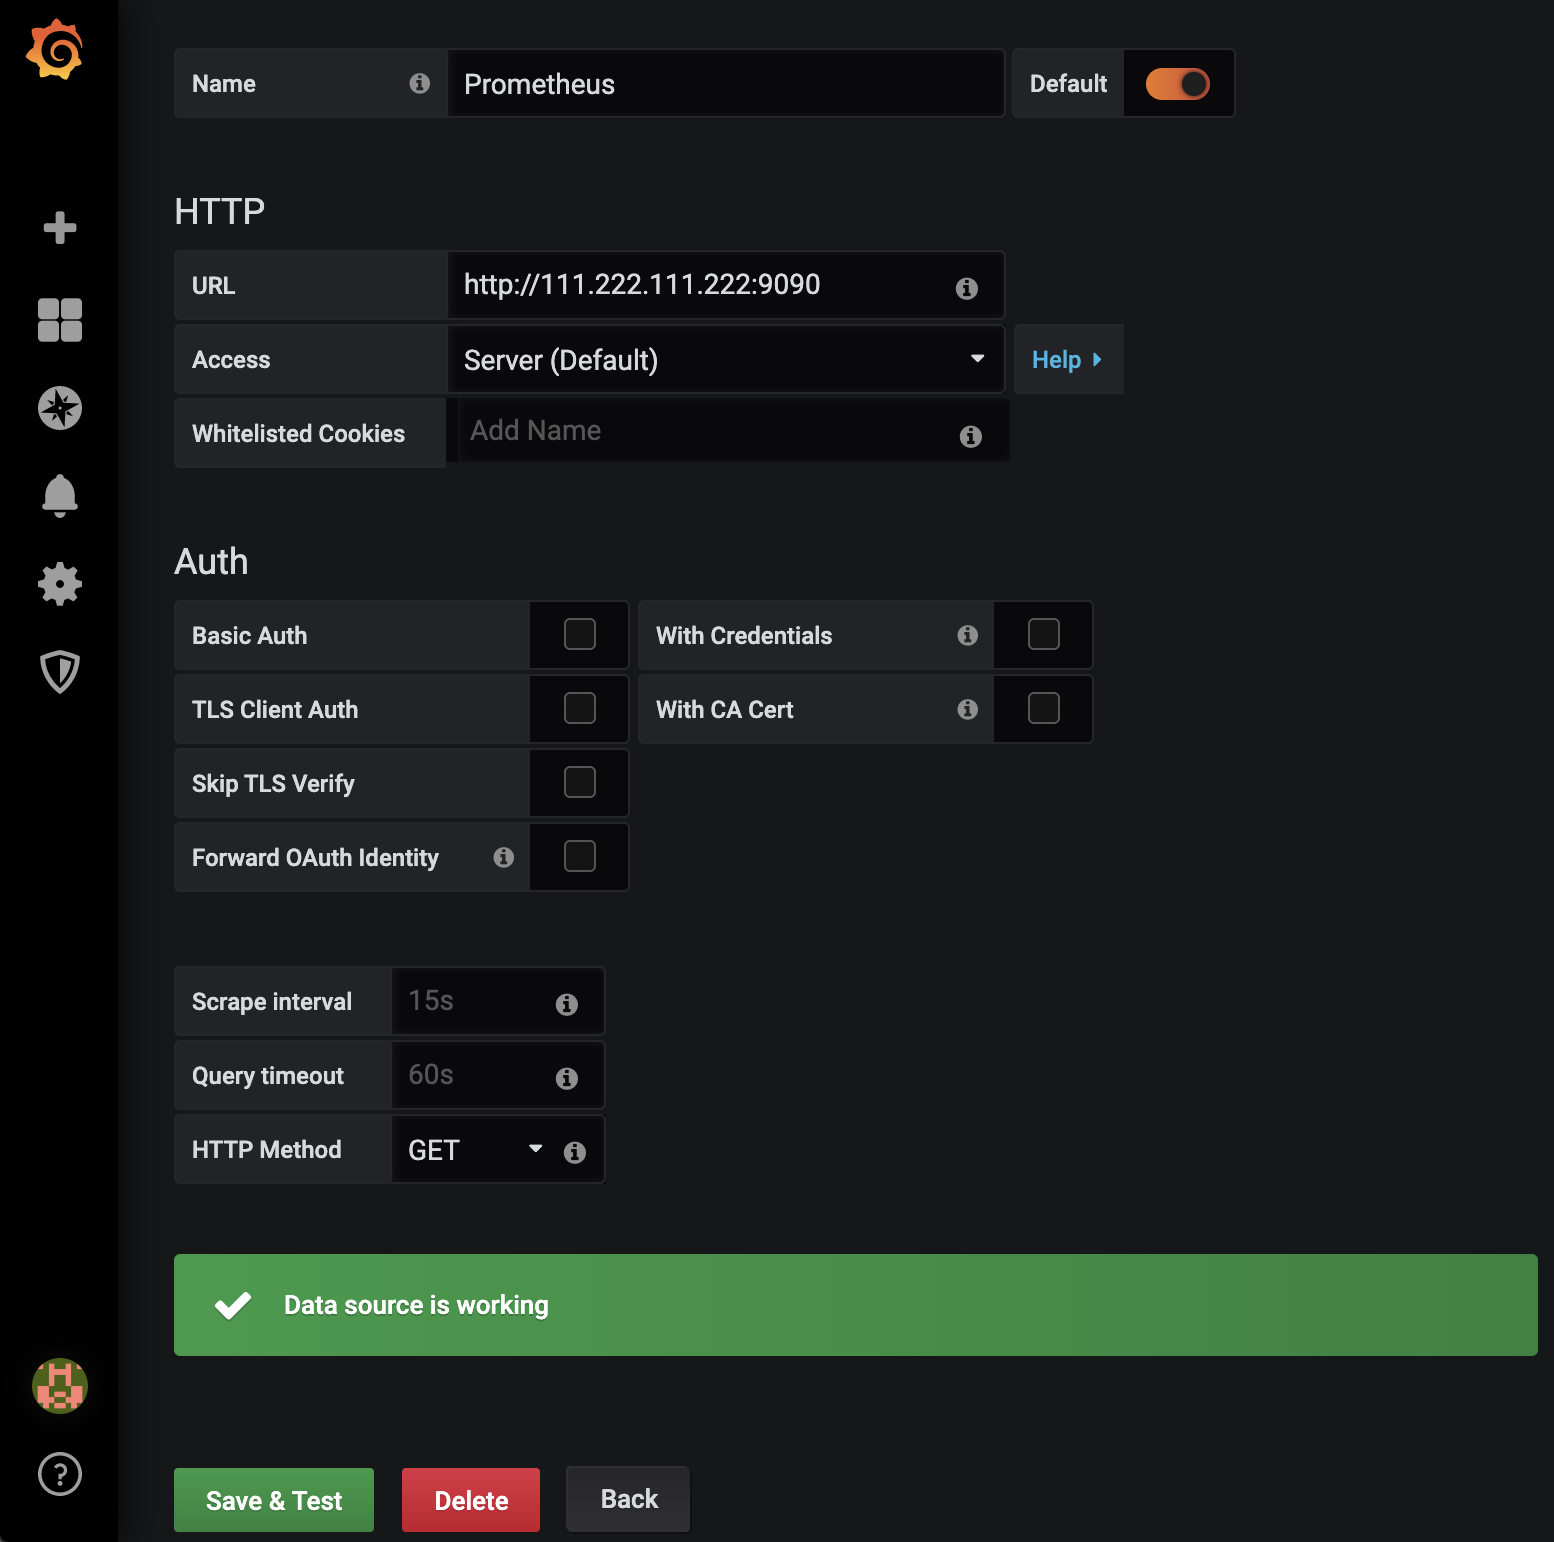 Name Prometheus Default
HTTP
URL http://111.222.111.222:9090
Access Server (Default) Help
Whitelisted Cookies Add Name
Auth
Basic Auth With Credentials
TLS Client Auth With CA Cert
Skip TLS Verify
Forward OAuth Identity
Scrape interval 15s
Query timeout 60s
HTTP Method GET
Data source is working
Save & Test Delete Back